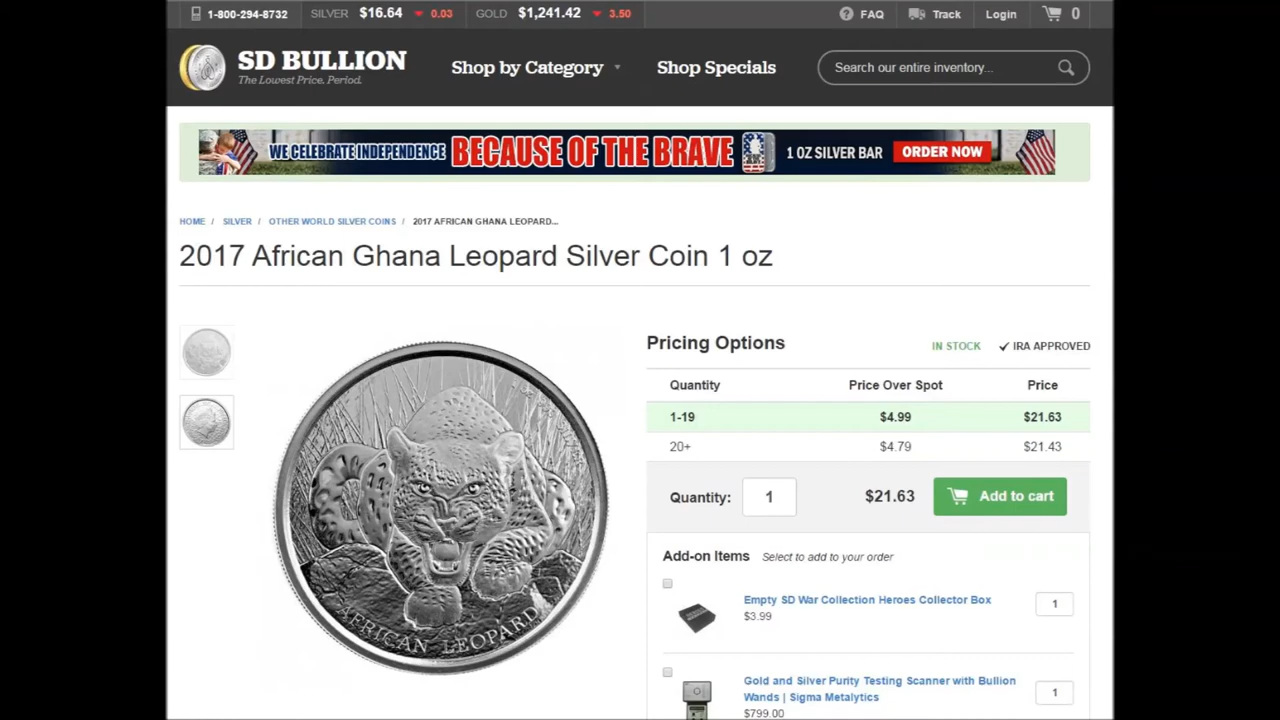 1-800-294-8732 SILVER $16.64 0.03 GOLD $1,241.42 3.50 FAQ Track Login 0
SD BULLION
The Lowest Price. Period.
Shop by Category Shop Specials Search our entire inventory...
WE CELEBRATE INDEPENDENCE BECAUSE OF THE BRAVE 1 OZ SILVER BAR ORDER NOW
HOME / SILVER / OTHER WORLD SILVER COINS / 2017 AFRICAN GHANA LEOPARD...
2017 African Ghana Leopard Silver Coin 1 oz
Pricing Options IN STOCK IRA APPROVED
Quantity Price Over Spot Price
1-19 $4.99 $21.63
20+ $4.79 $21.43
Quantity: 1 $21.63 Add to cart
AFRICAN LEOPARD
Add-on Items Select to add to your order
Empty SD War Collection Heroes Collector Box 1
$3.99
Gold and Silver Purity Testing Scanner with Bullion
Wands | Sigma Metalytics 1
$799.00